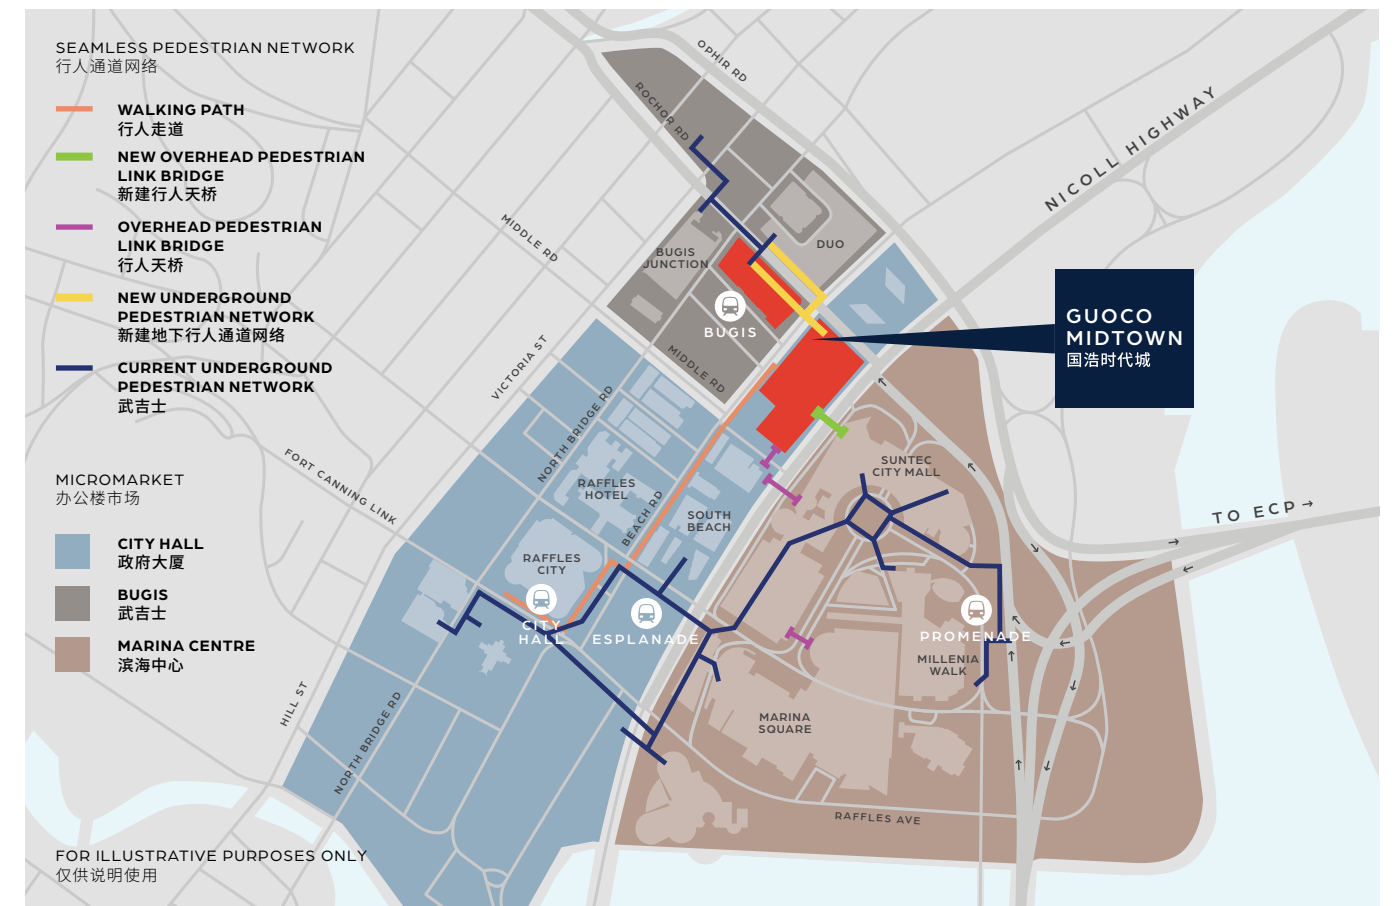 SEAMLESS PEDESTRIAN NETWORK
行人通道网络
WALKING PATH
行人走道
NEW OVERHEAD PEDESTRIAN
LINK BRIDGE
新建行人天桥
OVERHEAD PEDESTRIAN
LINK BRIDGE
行人天桥
NEW UNDERGROUND
PEDESTRIAN NETWORK
新建地下行人通道网络
CURRENT UNDERGROUND
PEDESTRIAN NETWORK
武吉士
MICROMARKET
办公楼市场
CITY HALL
政府大厦
BUGIS
武吉士
MARINA CENTRE
滨海中心
FOR ILLUSTRATIVE PURPOSES ONLY
仅供说明使用
OPHIR RD
ROCHOR RD
NICOLL HIGHWAY
MIDDLE RD
DUO
BUGIS
JUNCTION
BUGIS
GUOCO
MIDTOWN
国浩时代城
VICTORIA ST
MIDDLE RD
NORTH BRIDGE RD
FORT CANNING LINK
SUNTEC
CITY MALL
RAFFLES
HOTEL
BEACH RD
SOUTH
BEACH
TO ECP→
RAFFLES
CITY
CITY
HALL
ESPLANADE
PROMENADE
MILLENIA
WALK
HILL ST
NORTH BRIDGE RD
MARINA
SQUARE
RAFFLES AVE